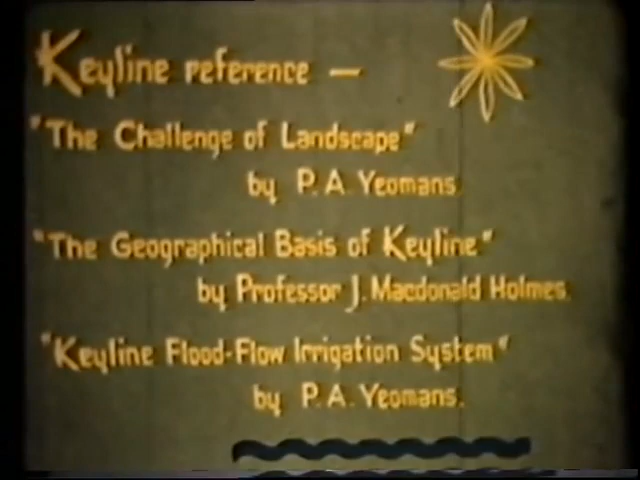 Keyline reference —
"The Challenge of Landscape"
by P. A. Yeomans.
"The Geographical Basis of Keyline"
by Professor J. Macdonald Holmes.
"Keyline Flood-Flow Irrigation System"
by P. A. Yeomans.